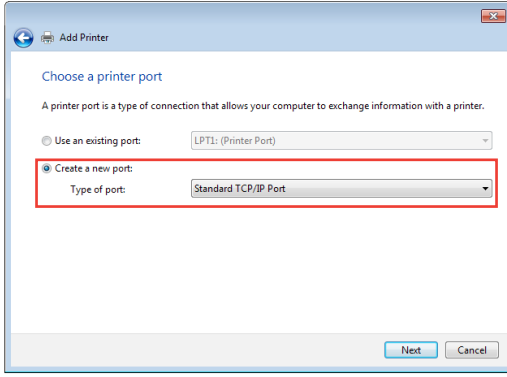 Add Printer
Choose a printer port
A printer port is a type of connection that allows your computer to exchange information with a printer.
Use an existing port: LPT1: (Printer Port)
Create a new port:
Type of port: Standard TCP/IP Port
Next Cancel